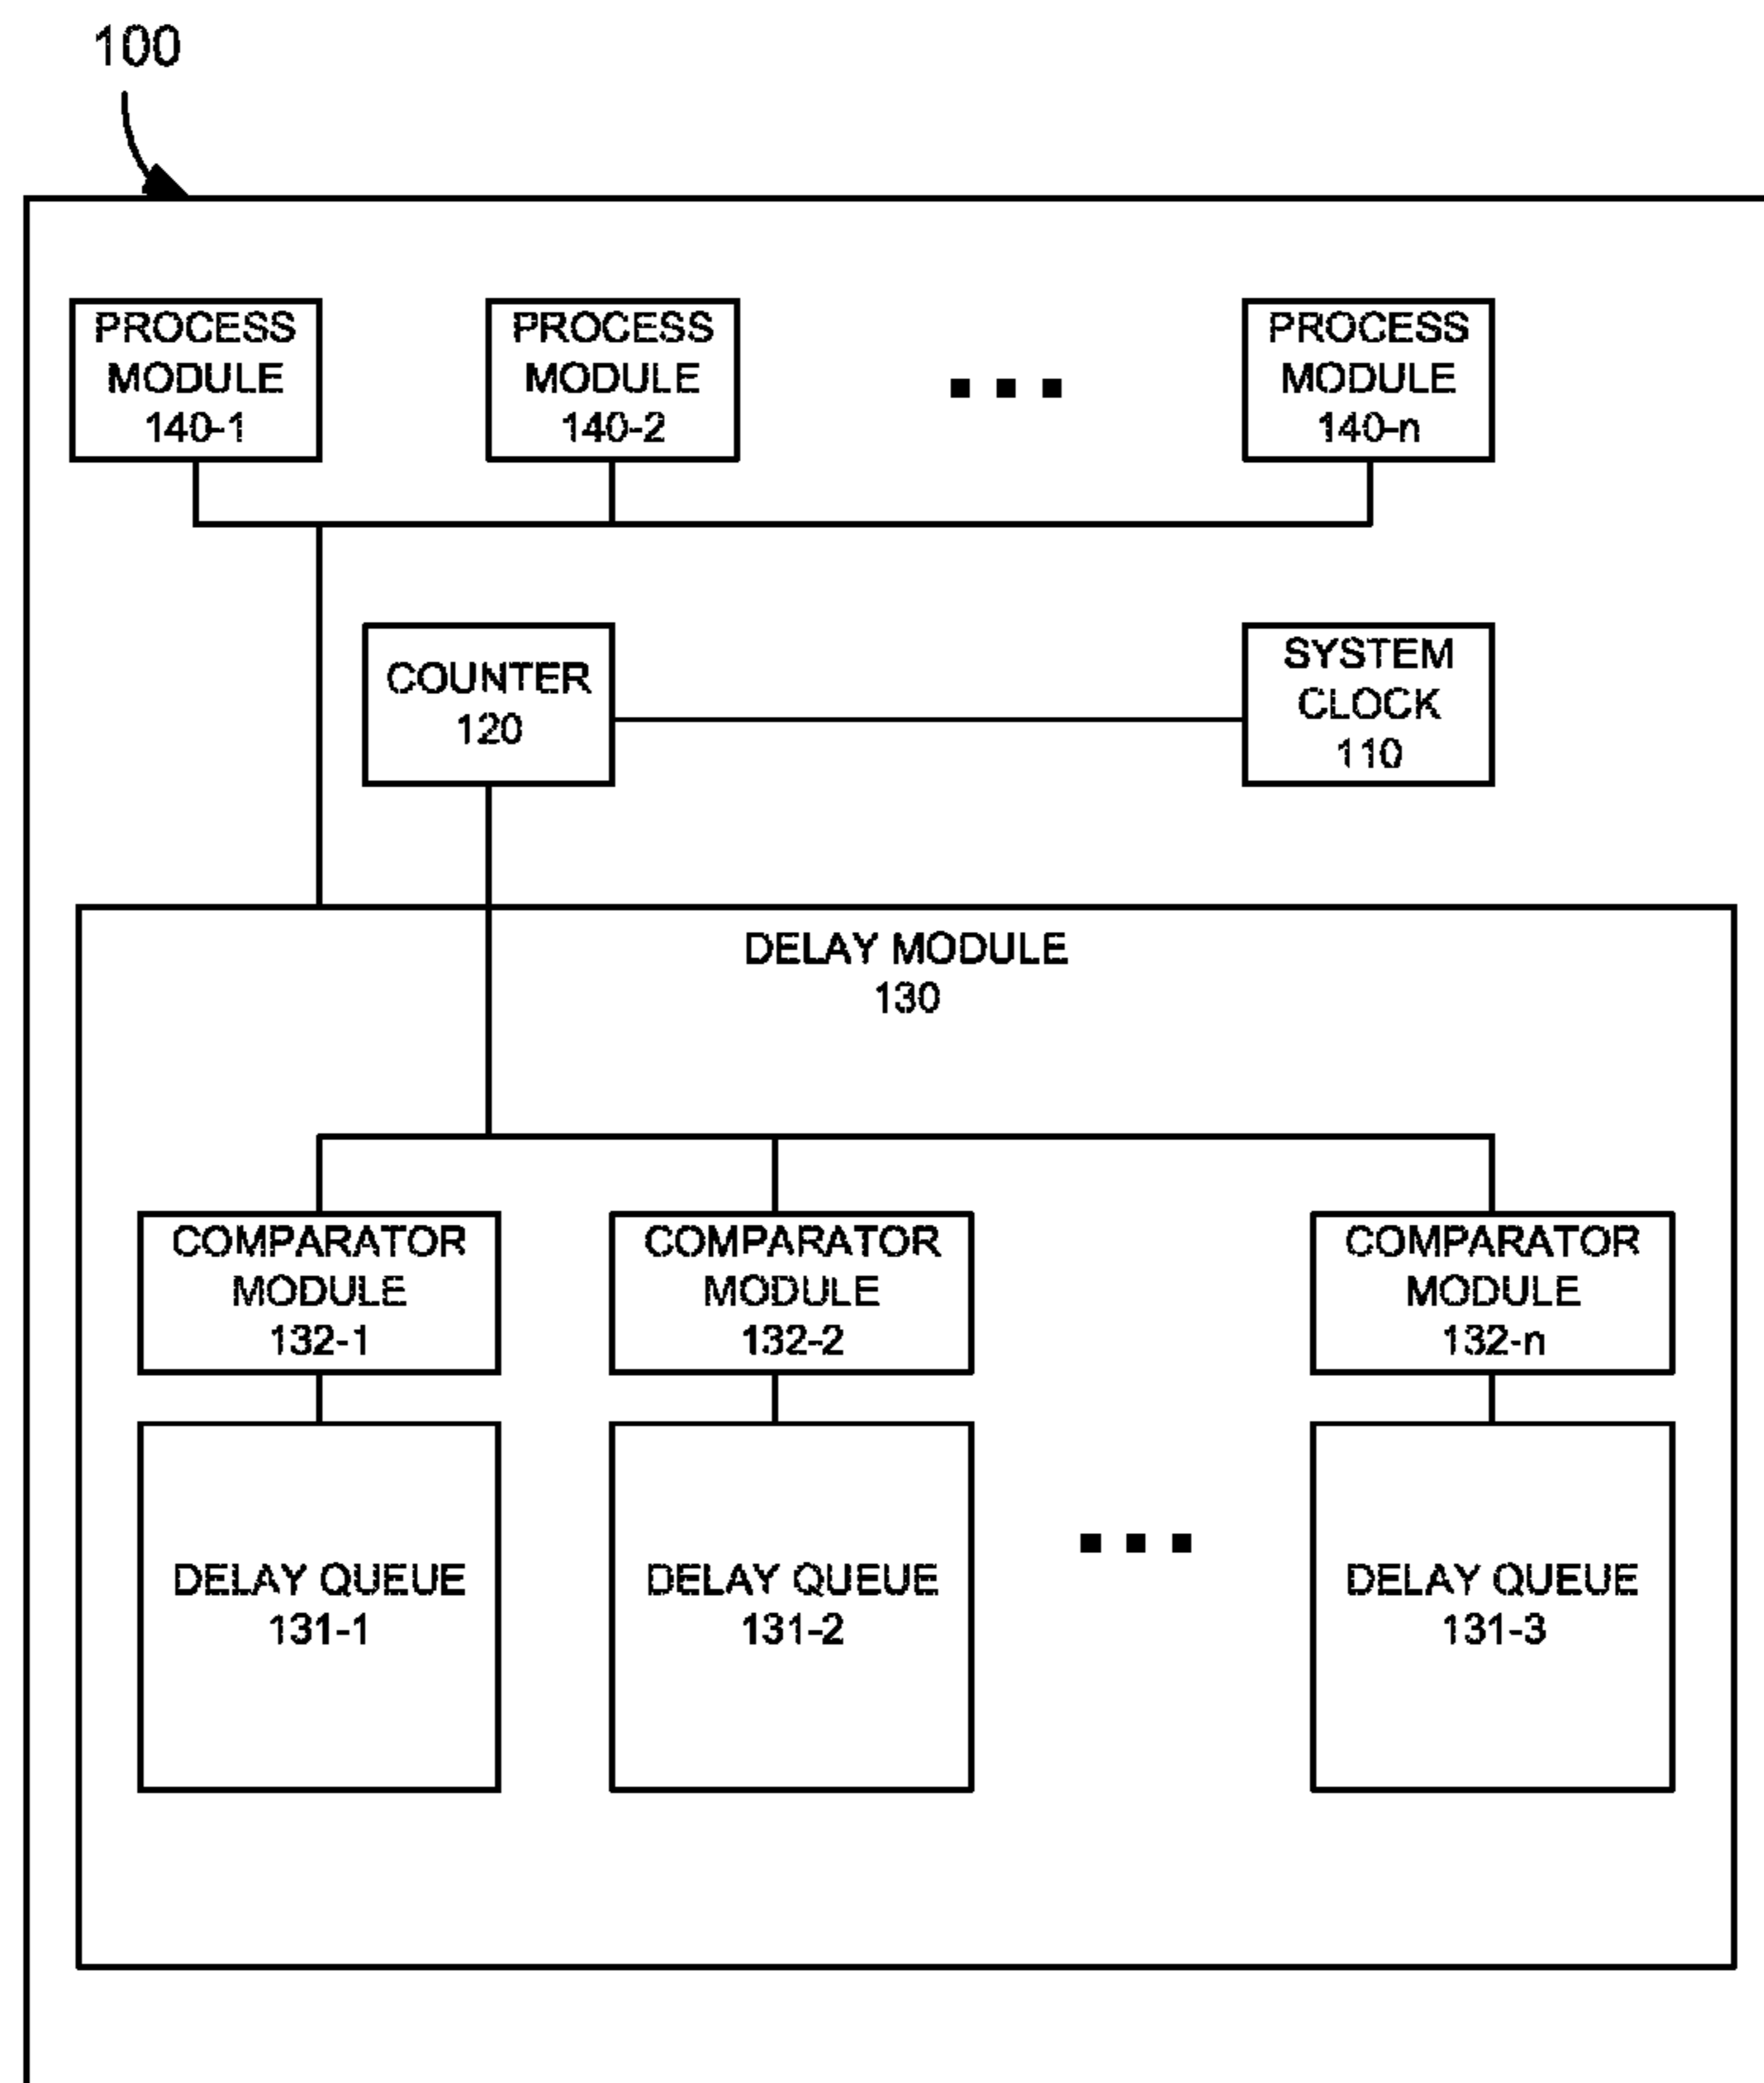 100
PROCESS
MODULE
140-1
PROCESS
MODULE
140-2
PROCESS
MODULE
140-n
COUNTER
120
SYSTEM
CLOCK
110
DELAY MODULE
130
COMPARATOR
MODULE
132-1
COMPARATOR
MODULE
132-2
COMPARATOR
MODULE
132-n
DELAY QUEUE
131-1
DELAY QUEUE
131-2
DELAY QUEUE
131-3